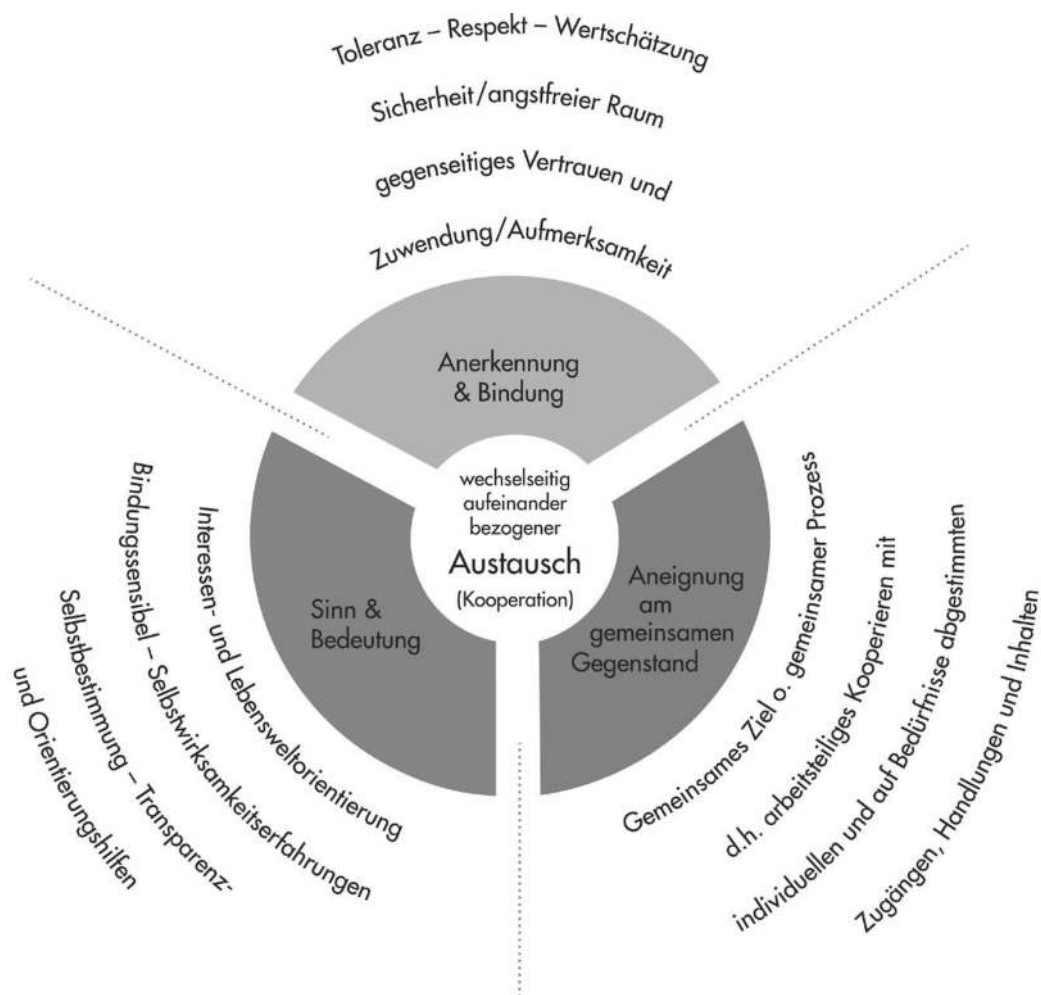 Toleranz – Respekt – Wertschätzung
Sicherheit/angstfreier Raum
gegenseitiges Vertrauen und
Zuwendung/Aufmerksamkeit
Anerkennung
& Bindung
wechselseitig
aufeinander
bezogener
Austausch
(Kooperation)
Sinn &
Bedeutung
Aneignung
am
gemeinsamen
Gegenstand
Interessen- und Lebensweltorientierung
Bindungssensibel – Selbstwirksamkeitserfahrungen
Selbstbestimmung – Transparenz-
und Orientierungshilfen
Gemeinsames Ziel o. gemeinsamer Prozess
d.h. arbeitsteiliges Kooperieren mit
individuellen und auf Bedürfnisse abgestimmten
Zugängen, Handlungen und Inhalten